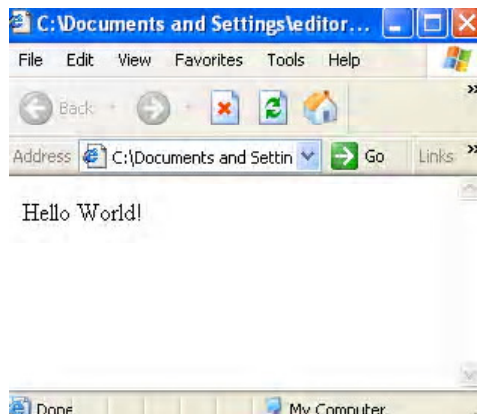 C:\Documents and Settings\editor...
File Edit View Favorites Tools Help
Back
Address C:\Documents and Settin Go Links
Hello World!
Done My Computer